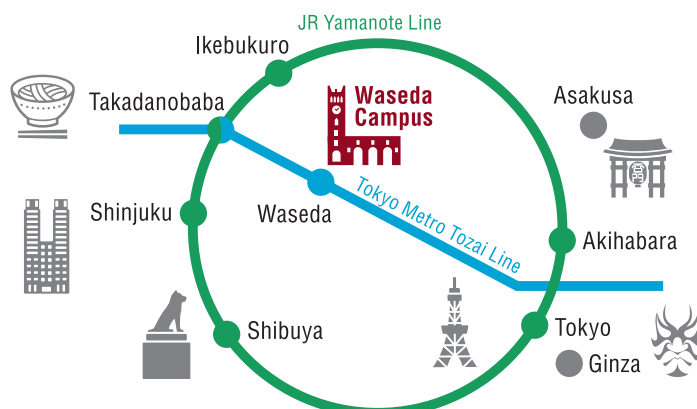 JR Yamanote Line
Ikebukuro
Takadanobaba
Waseda
Campus
Asakusa
Shinjuku
Waseda
Tokyo Metro Tozai Line
Akihabara
Shibuya
Tokyo
Ginza